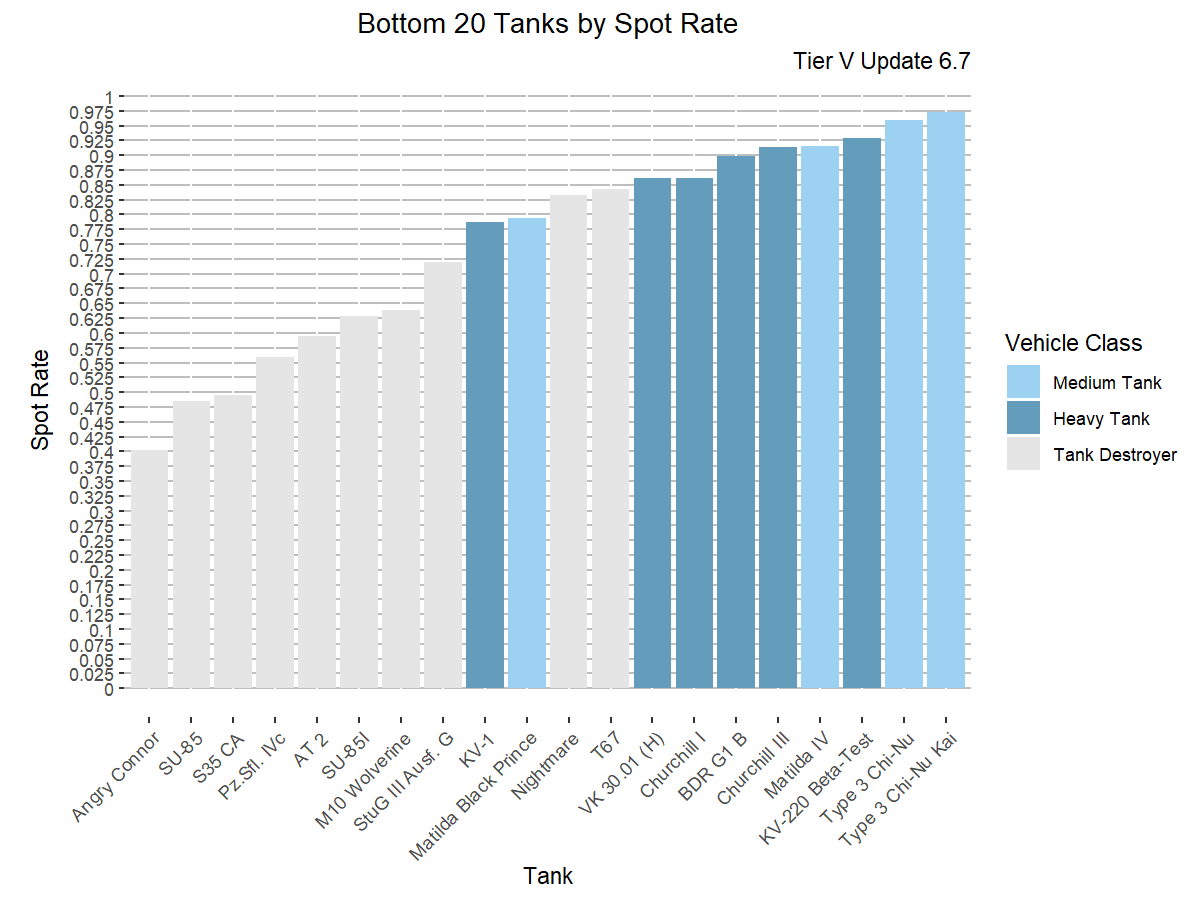 Bottom 20 Tanks by Spot Rate
Tier V Update 6.7
1
0.975
0.95
0.925
0.9
0.875
0.85
0.825
0.8
0.775
0.75
0.725
0.7
0.675
0.65
0.625
0.6
0.575
0.55
0.525
0.5
0.475
0.45
0.425
0.4
0.375
0.35
0.325
0.3
0.275
0.25
0.225
0.2
0.175
0.15
0.125
0.1
0.075
0.05
0.025
0
Spot Rate
Angry Connor
SU-85
S35 CA
Pz.Sfl. IVc
AT 2
SU-85I
M10 Wolverine
StuG III Ausf. G
KV-1
Matilda Black Prince
Nightmare
T67
VK 30.01 (H)
Churchill I
BDR G1 B
Churchill III
Matilda IV
KV-220 Beta-Test
Type 3 Chi-Nu
Type 3 Chi-Nu Kai
Tank
Vehicle Class
Medium Tank
Heavy Tank
Tank Destroyer